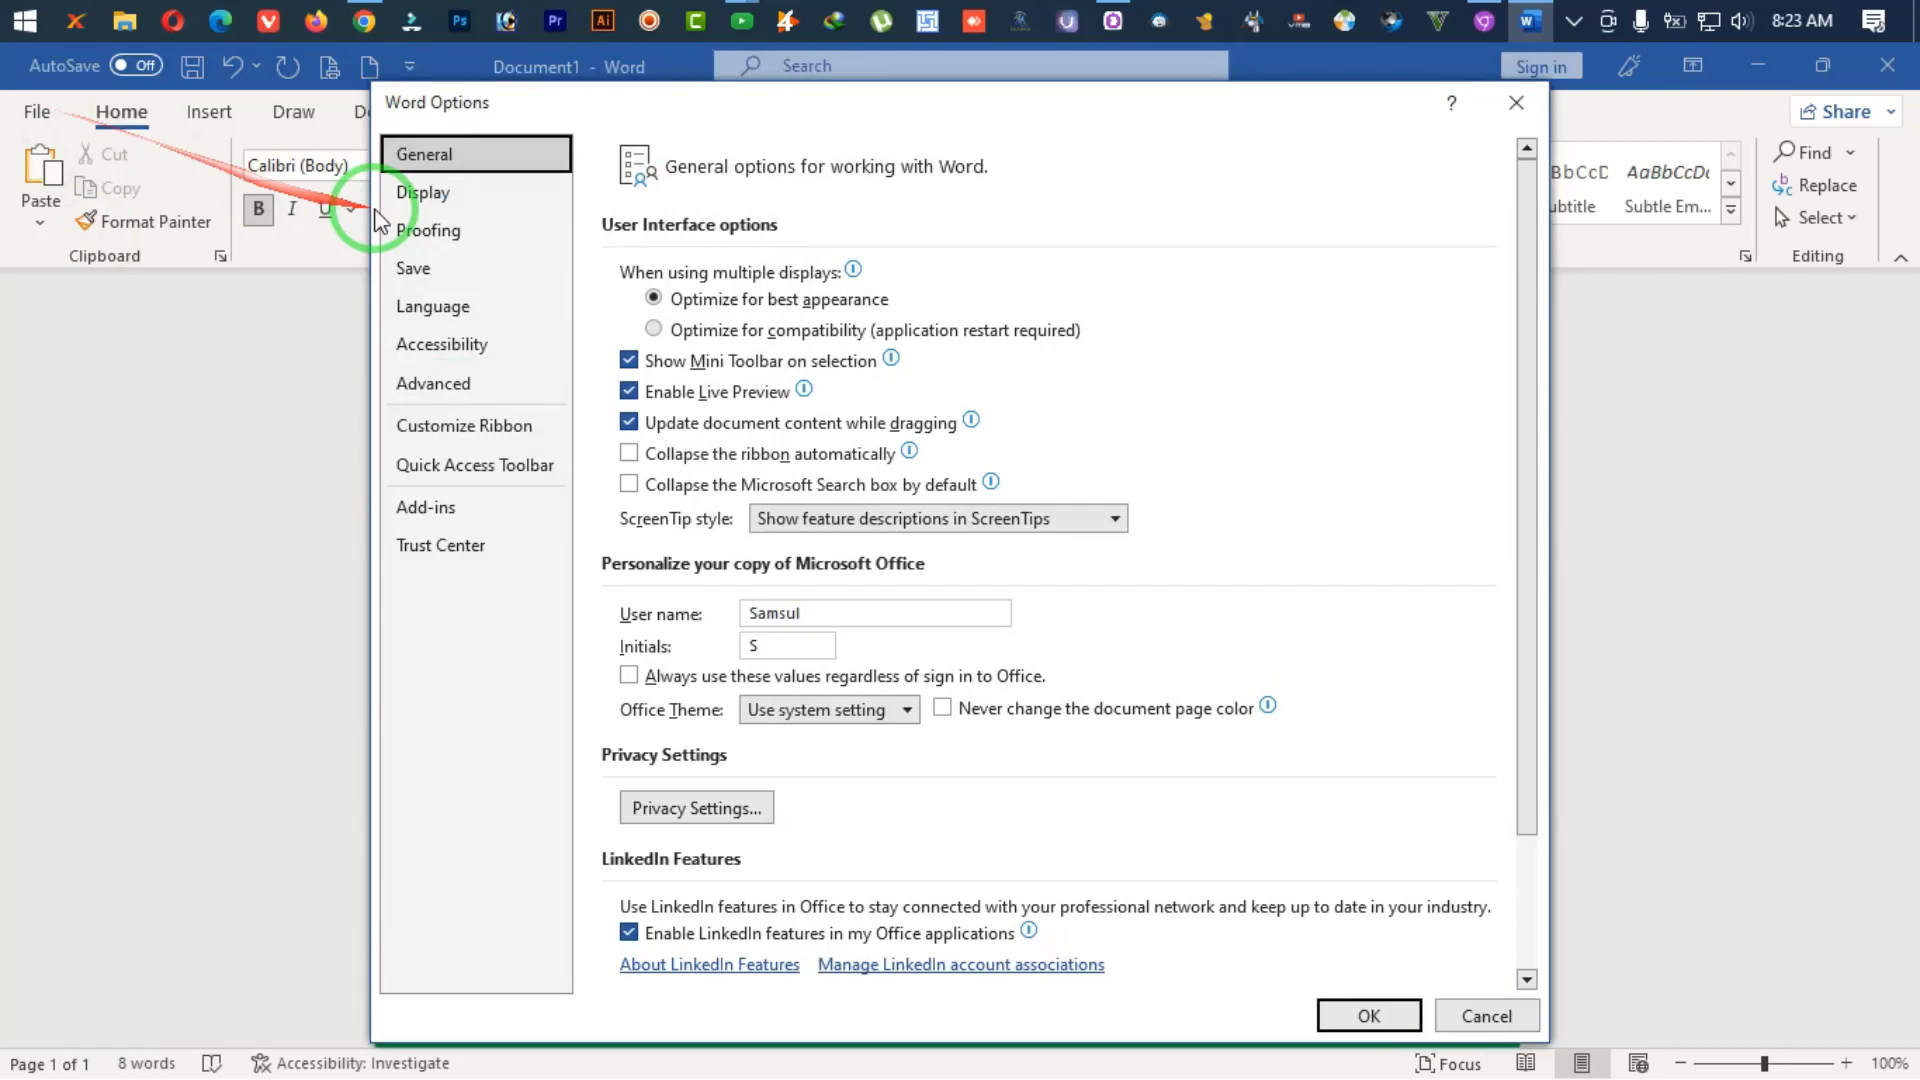 8:23 AM
AutoSave Off
Document1 - Word
Search
Sign in
File Home Insert Draw
Share
Paste
Cut
Copy
Format Painter
Clipboard
Calibri (Body)
B I U
AaBbCcDc
Subtle Em...
Find
Replace
Select
Editing
Word Options
?
General
Display
Proofing
Save
Language
Accessibility
Advanced
Customize Ribbon
Quick Access Toolbar
Add-ins
Trust Center
General options for working with Word.
User Interface options
When using multiple displays:
Optimize for best appearance
Optimize for compatibility (application restart required)
Show Mini Toolbar on selection
Enable Live Preview
Update document content while dragging
Collapse the ribbon automatically
Collapse the Microsoft Search box by default
ScreenTip style: Show feature descriptions in ScreenTips
Personalize your copy of Microsoft Office
User name: Samsul
Initials: S
Always use these values regardless of sign in to Office.
Office Theme: Use system setting Never change the document page color
Privacy Settings
Privacy Settings...
LinkedIn Features
Use LinkedIn features in Office to stay connected with your professional network and keep up to date in your industry.
Enable LinkedIn features in my Office applications
About LinkedIn Features Manage LinkedIn account associations
OK Cancel
Page 1 of 1 8 words Accessibility: Investigate
Focus
100%